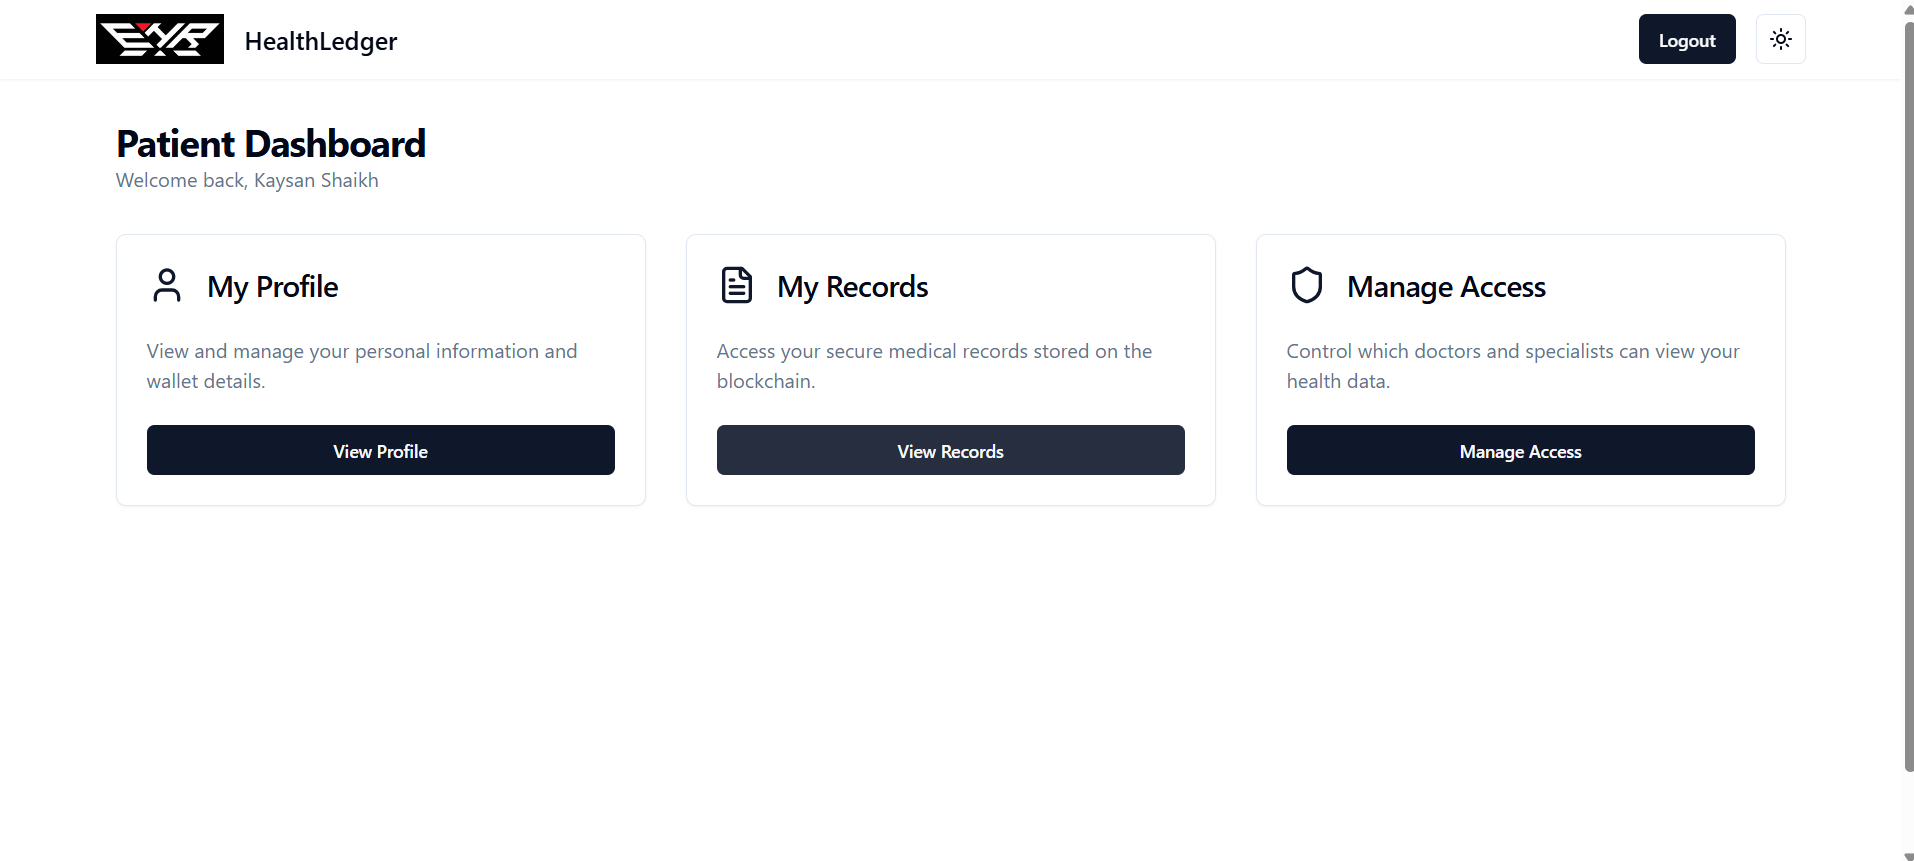 EYR
HealthLedger
Logout
Patient Dashboard
Welcome back, Kaysan Shaikh
My Profile
View and manage your personal information and
wallet details.
View Profile
My Records
Access your secure medical records stored on the
blockchain.
View Records
Manage Access
Control which doctors and specialists can view your
health data.
Manage Access